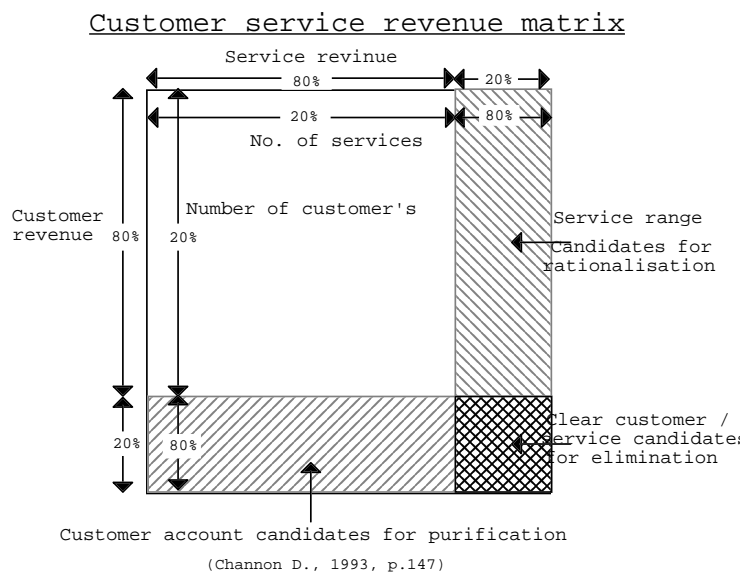 Customer service revenue matrix
Service revinue
80%
20%
20%
80%
No. of services
Number of customer's
Customer
revenue
80%
20%
Service range
Candidates for
rationalisation
20%
80%
Clear customer /
service candidates
for elimination
Customer account candidates for purification
(Channon D., 1993, p.147)